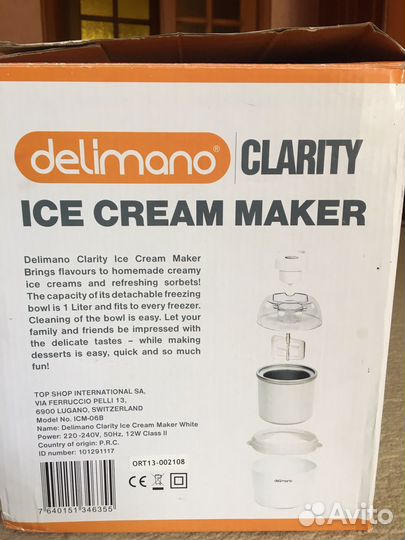 delimano® CLARITY
ICE CREAM MAKER
Delimano Clarity Ice Cream Maker
Brings flavours to homemade creamy
ice creams and refreshing sorbets!
The capacity of its detachable freezing
bowl is 1 Liter and fits to every freezer.
Cleaning of the bowl is easy. Let your
family and friends be impressed with
the delicate tastes – while making
desserts is easy, quick and so much
fun!
TOP SHOP INTERNATIONAL SA,
VIA FERRUCCIO PELLI 13,
6900 LUGANO, SWITZERLAND
Model No. ICM-06B
Name: Delimano Clarity Ice Cream Maker White
Power: 220-240V, 50Hz, 12W Class II
Country of origin: P.R.C.
ID number: 101291117
ORT13-002108
CE
7 640151 346355
delimano
Avito